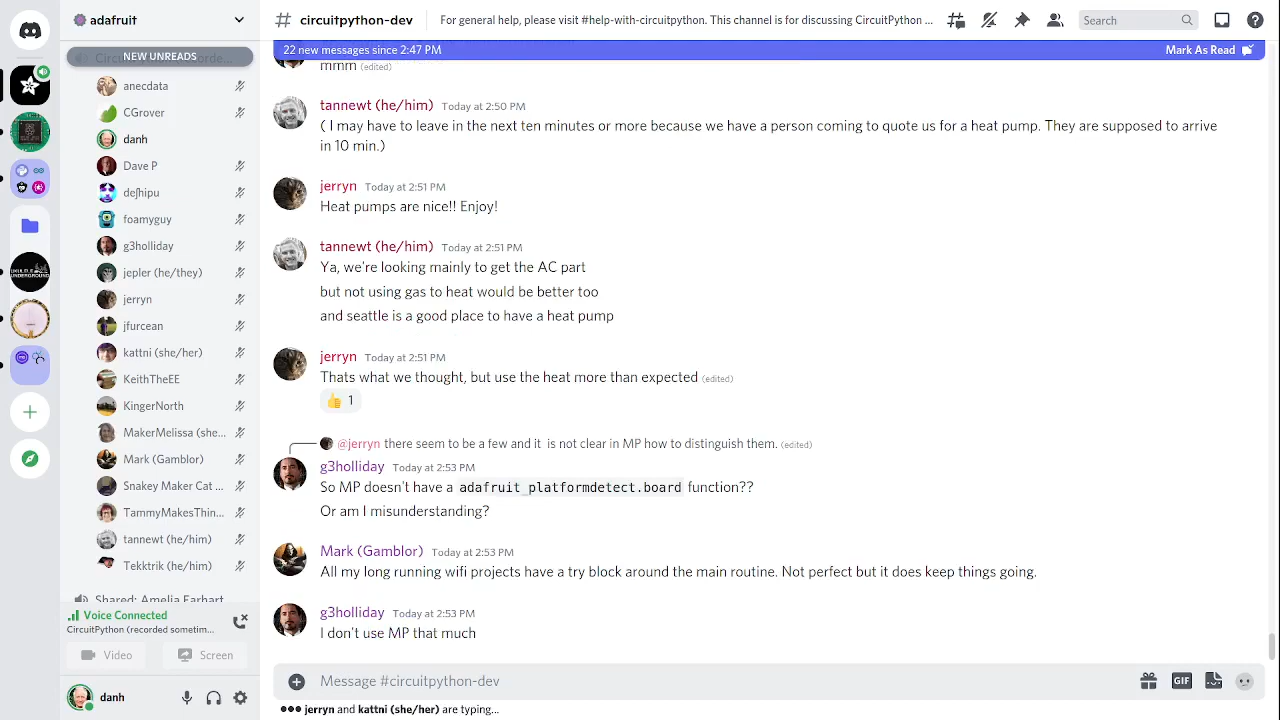 adafruit
circuitpython-dev
For general help, please visit #help-with-circuitpython. This channel is for discussing CircuitPython ...
Search
NEW UNREADS
22 new messages since 2:47 PM
Mark As Read
anecdata
CGrover
danh
Dave P
deʃhipu
foamyguy
g3holliday
jepler (he/they)
jerryn
jfurcean
kattni (she/her)
KeithTheEE
KingerNorth
MakerMelissa (she...
Mark (Gamblor)
Snakey Maker Cat ...
TammyMakesThin...
tannewt (he/him)
Tekktrik (he/him)
Shared: Amelia Earhart
Voice Connected
CircuitPython (recorded sometim...
Video
Screen
danh
mmm (edited)
tannewt (he/him) Today at 2:50 PM
( I may have to leave in the next ten minutes or more because we have a person coming to quote us for a heat pump. They are supposed to arrive
in 10 min.)
jerryn Today at 2:51 PM
Heat pumps are nice!! Enjoy!
tannewt (he/him) Today at 2:51 PM
Ya, we're looking mainly to get the AC part
but not using gas to heat would be better too
and seattle is a good place to have a heat pump
jerryn Today at 2:51 PM
Thats what we thought, but use the heat more than expected (edited)
👍 1
@jerryn there seem to be a few and it is not clear in MP how to distinguish them. (edited)
g3holliday Today at 2:53 PM
So MP doesn't have a adafruit_platformdetect.board function??
Or am I misunderstanding?
Mark (Gamblor) Today at 2:53 PM
All my long running wifi projects have a try block around the main routine. Not perfect but it does keep things going.
g3holliday Today at 2:53 PM
I don't use MP that much
Message #circuitpython-dev
GIF
jerryn and kattni (she/her) are typing...